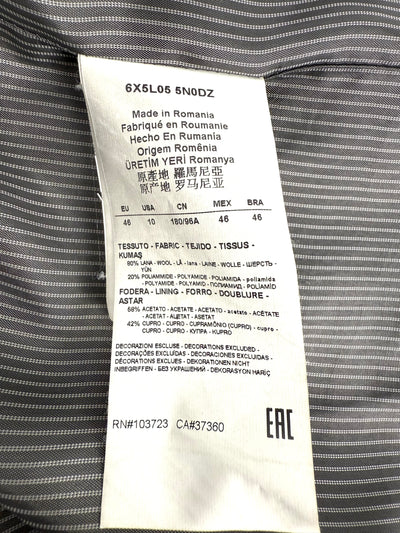 6X5L05 5N0DZ
Made in Romania
Fabriqué en Roumanie
Hecho En Rumania
Origem Romênia
ÜRETİM YERİ Romanya
原產地 羅馬尼亞
原产地 罗马尼亚
EU USA CN MEX BRA
46 10 180/96A 46 46
TESSUTO - FABRIC - TEJIDO - TISSUS -
KUMAŞ
80% LANA - WOOL - LÃ - lana - LAINE - WOLLE - ШЕРСТЬ -
YÜN
20% POLIAMMIDE - POLYAMIDE - POLIAMIDA - poliamida
- POLYAMIDE - POLYAMID - ПОЛИАМИД - POLİAMİD
FODERA - LINING - FORRO - DOUBLURE -
ASTAR
58% ACETATO - ACETATE - ACETATO - acetato - ACÉTATE
- ACETAT - АЦЕТАТ - ASETAT
42% CUPRO - CUPRO - CUPRAMÔNIO (CUPRO) - cupro -
CUPRO - CUPRO - КУПРА - KUPRO
DECORAZIONI ESCLUSE - DECORATIONS EXCLUDED -
DECORAÇÕES EXCLUÍDAS - DÉCORATIONS EXCLUES -
INBEGRIFFEN - БЕЗ УКРАШЕНИЙ - DEKORASYON HARİÇ
RN#103723 CA#37360
EAC